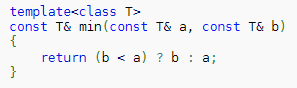 template<class T>
const T& min(const T& a, const T& b)
{
    return (b < a) ? b : a;
}